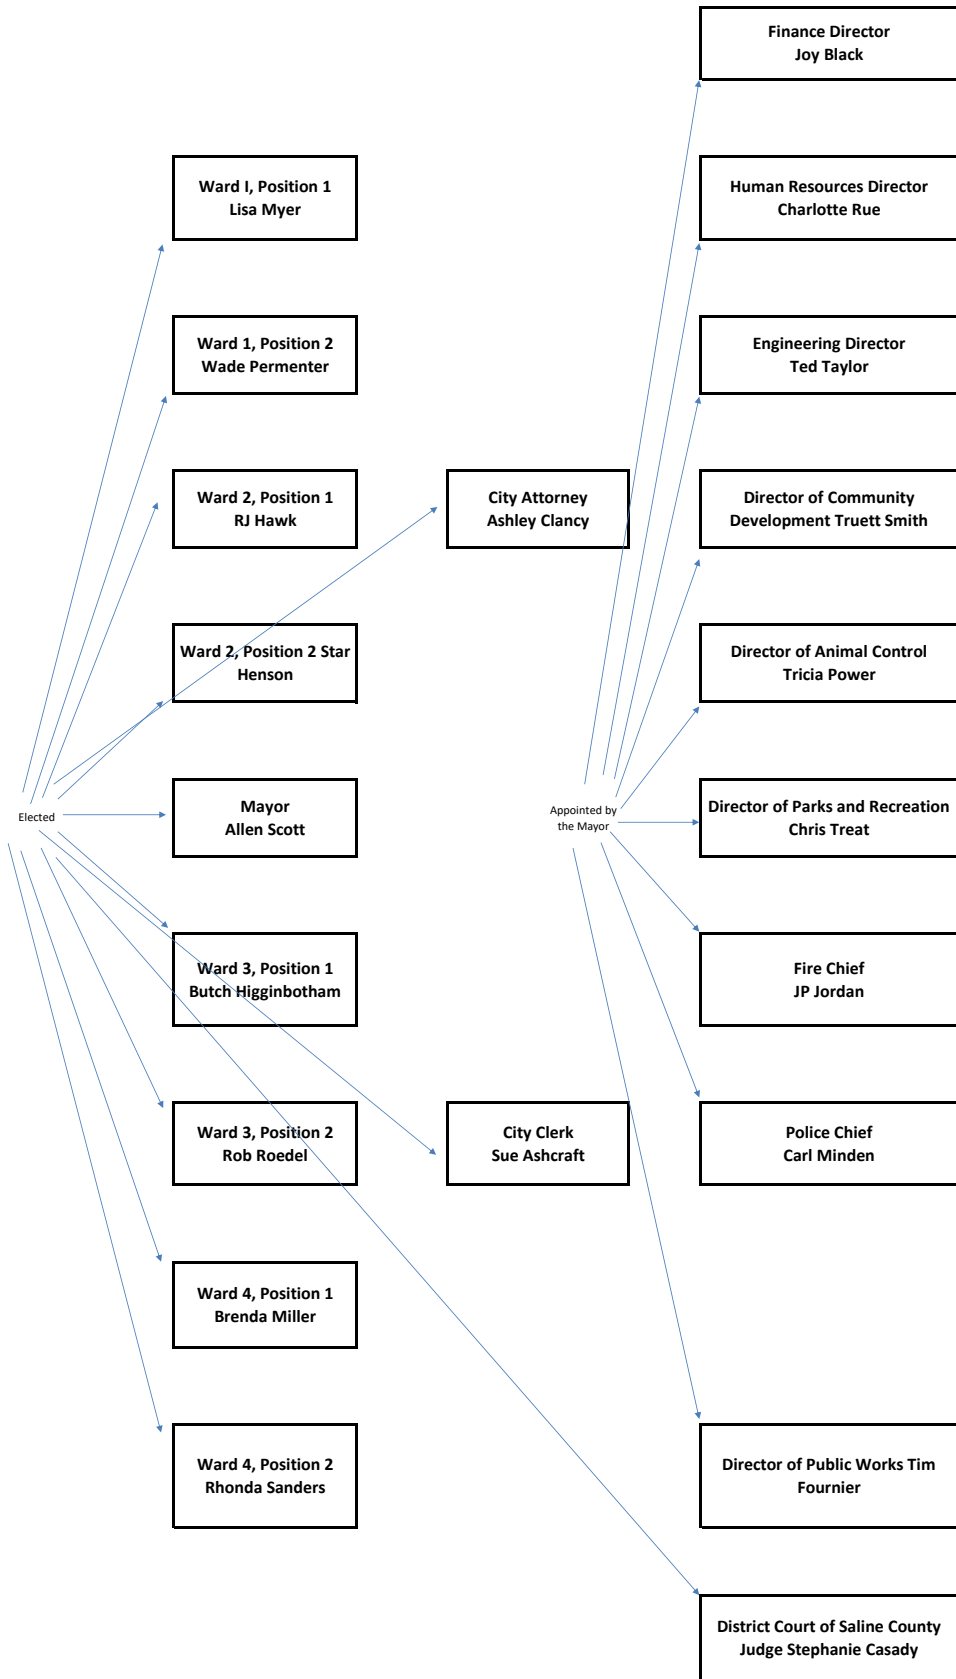 Finance Director
Joy Black
Ward I, Position 1
Lisa Myer
Human Resources Director
Charlotte Rue
Ward 1, Position 2
Wade Permenter
Engineering Director
Ted Taylor
Ward 2, Position 1
RJ Hawk
City Attorney
Ashley Clancy
Director of Community
Development Truett Smith
Ward 2, Position 2 Star
Henson
Director of Animal Control
Tricia Power
Elected
Mayor
Allen Scott
Appointed by
the Mayor
Director of Parks and Recreation
Chris Treat
Ward 3, Position 1
Butch Higginbotham
Fire Chief
JP Jordan
Ward 3, Position 2
Rob Roedel
City Clerk
Sue Ashcraft
Police Chief
Carl Minden
Ward 4, Position 1
Brenda Miller
Ward 4, Position 2
Rhonda Sanders
Director of Public Works Tim
Fournier
District Court of Saline County
Judge Stephanie Casady